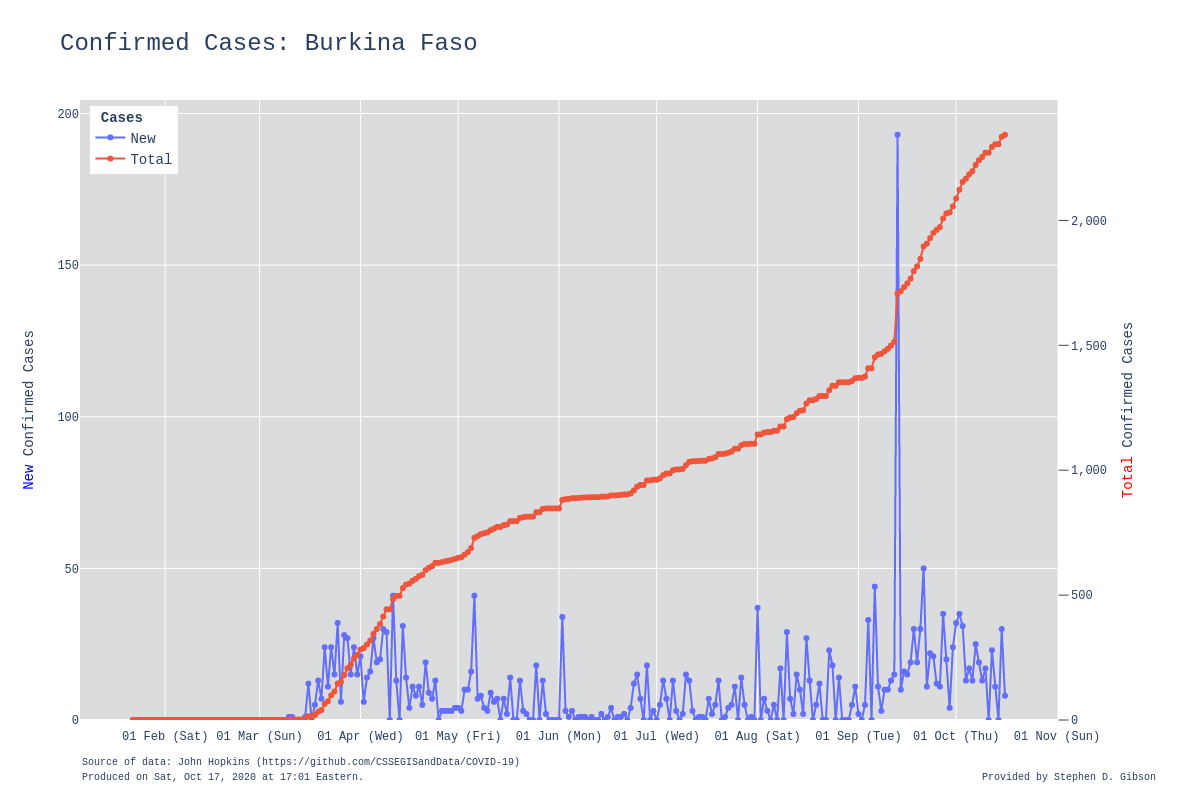 Confirmed Cases: Burkina Faso
Cases
New
Total
200
150
100
50
0
New Confirmed Cases
2,000
1,500
1,000
500
0
Total Confirmed Cases
01 Feb (Sat) 01 Mar (Sun) 01 Apr (Wed) 01 May (Fri) 01 Jun (Mon) 01 Jul (Wed) 01 Aug (Sat) 01 Sep (Tue) 01 Oct (Thu) 01 Nov (Sun)
Source of data: John Hopkins (https://github.com/CSSEGISandData/COVID-19)
Produced on Sat, Oct 17, 2020 at 17:01 Eastern.
Provided by Stephen D. Gibson